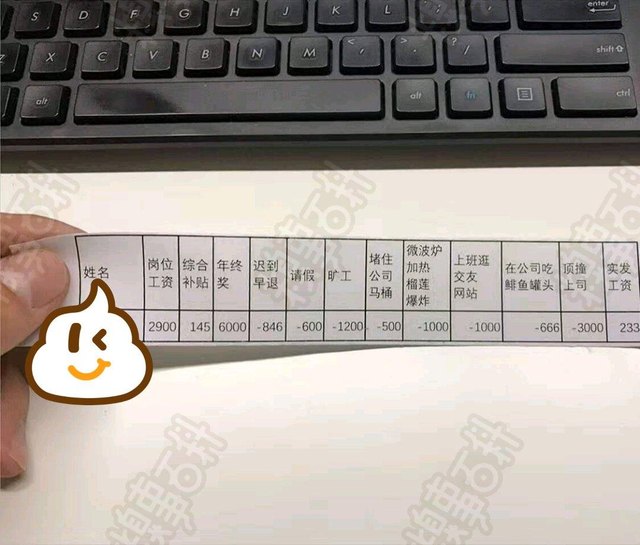 S D F G H J K L enter
Z X C V B N M < , > . / ? shift
alt alt fn ctrl
姓名
岗位
工资
综合
补贴
年终
奖
迟到
早退
请假
旷工
堵住
公司
马桶
微波炉
加热
榴莲
爆炸
上班逛
交友
网站
在公司吃
鲱鱼罐头
顶撞
上司
实发
工资
2900 145 6000 -846 -600 -1200 -500 -1000 -1000 -666 -3000 233